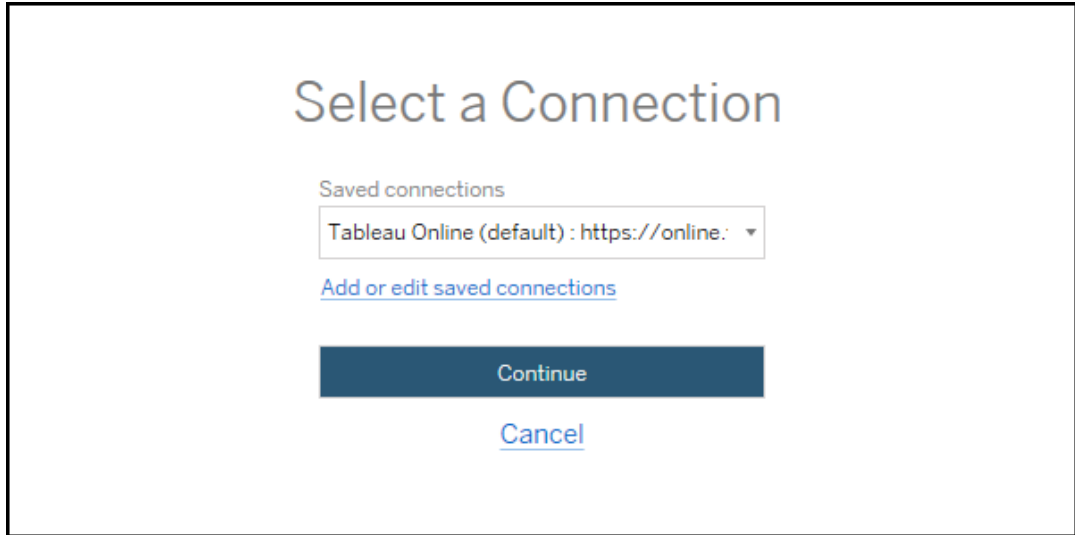 Select a Connection
Saved connections
Tableau Online (default) : https://online.
Add or edit saved connections
Continue
Cancel